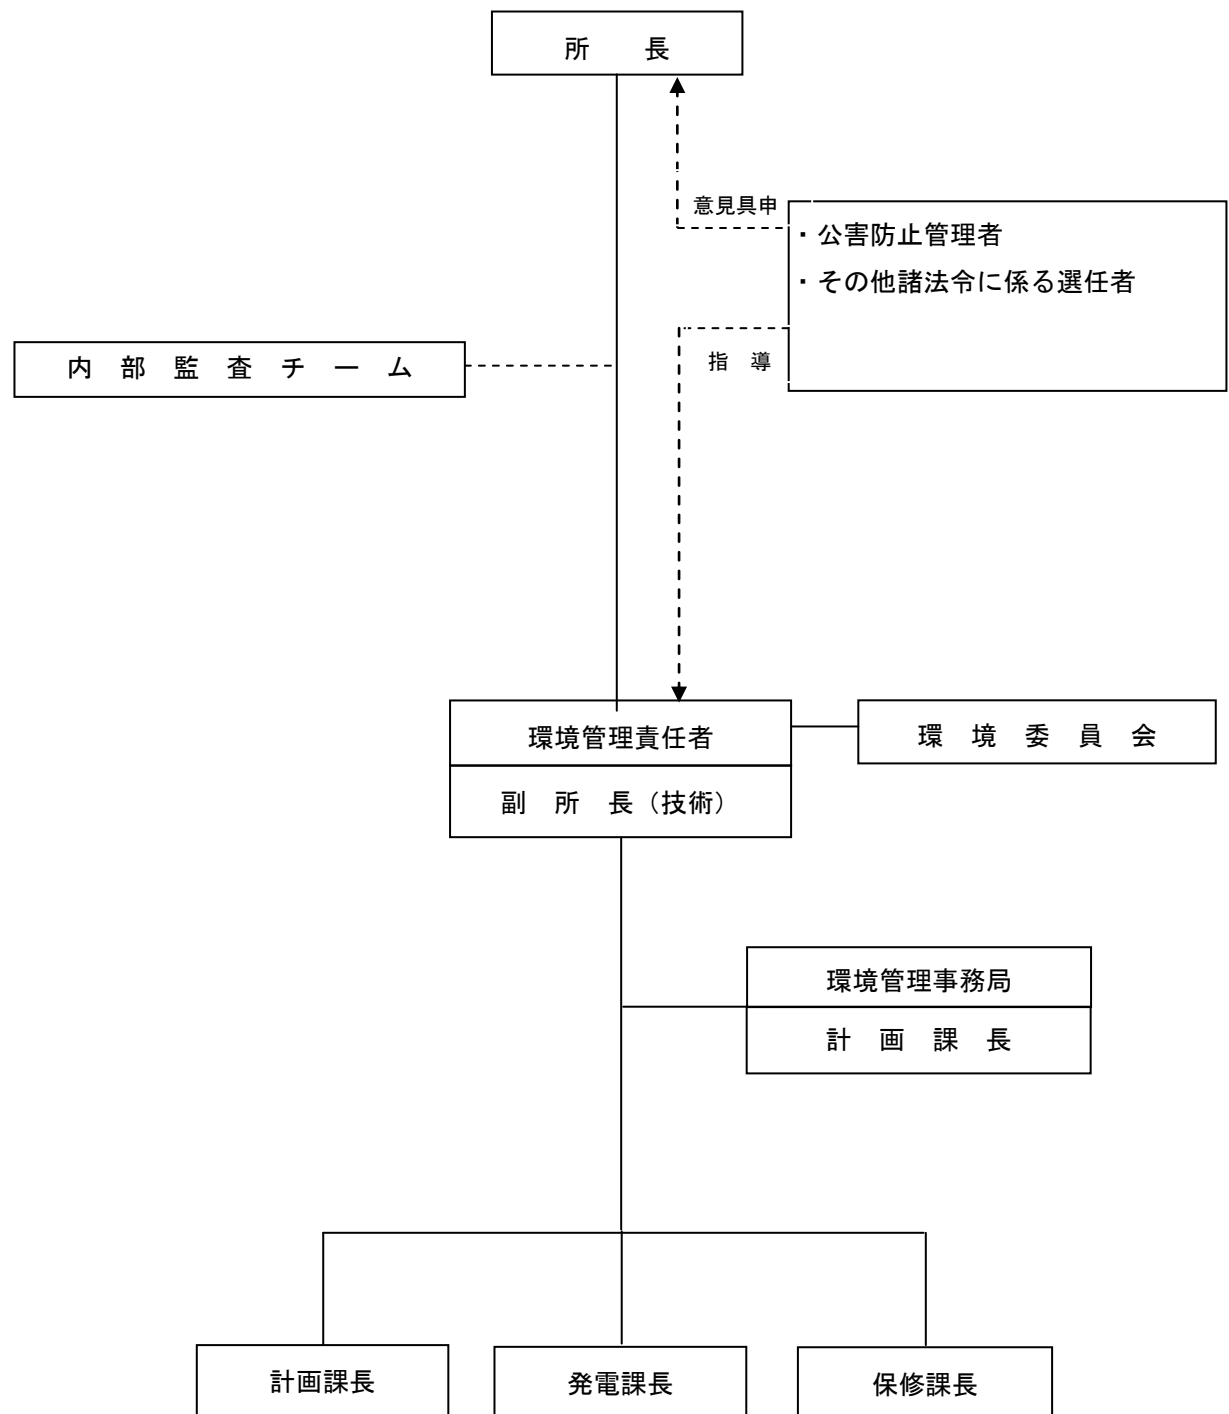 所　　長
意見具申
・公害防止管理者
・その他諸法令に係る選任者
指　導
内　部　監　査　チ　ー　ム
環境管理責任者
環　境　委　員　会
副　所　長（技術）
環境管理事務局
計　画　課　長
計画課長
発電課長
保修課長